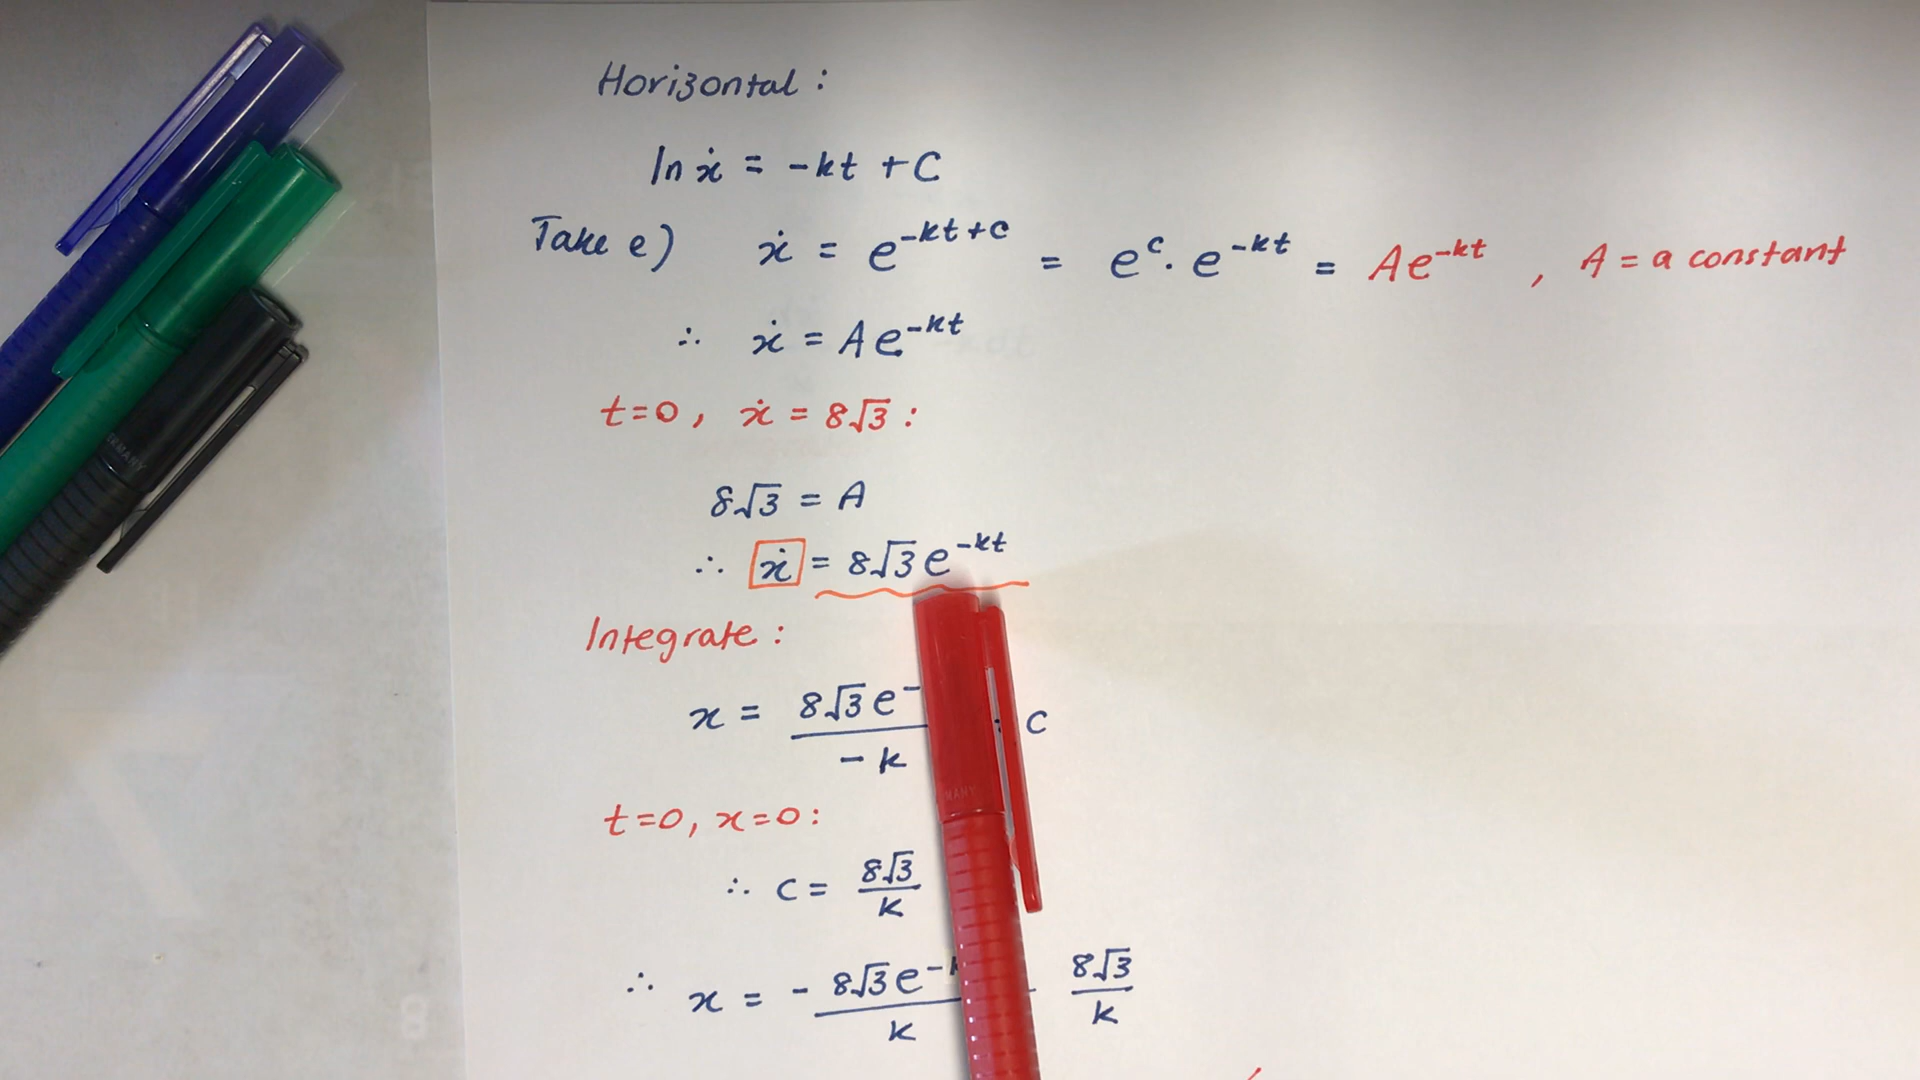 Horizontal :
ln ẋ = -kt + C
Take e) ẋ = e^{-kt+c} = e^c · e^{-kt} = Ae^{-kt} , A = a constant
∴ ẋ = Ae^{-kt}
t=0, ẋ = 8√3 :
8√3 = A
∴ ẋ = 8√3 e^{-kt}
Integrate :
x = 8√3 e^- / -k C
t=0, x=0 :
∴ C = 8√3 / k
∴ x = - 8√3 e^- / k 8√3 / k
GERMANY